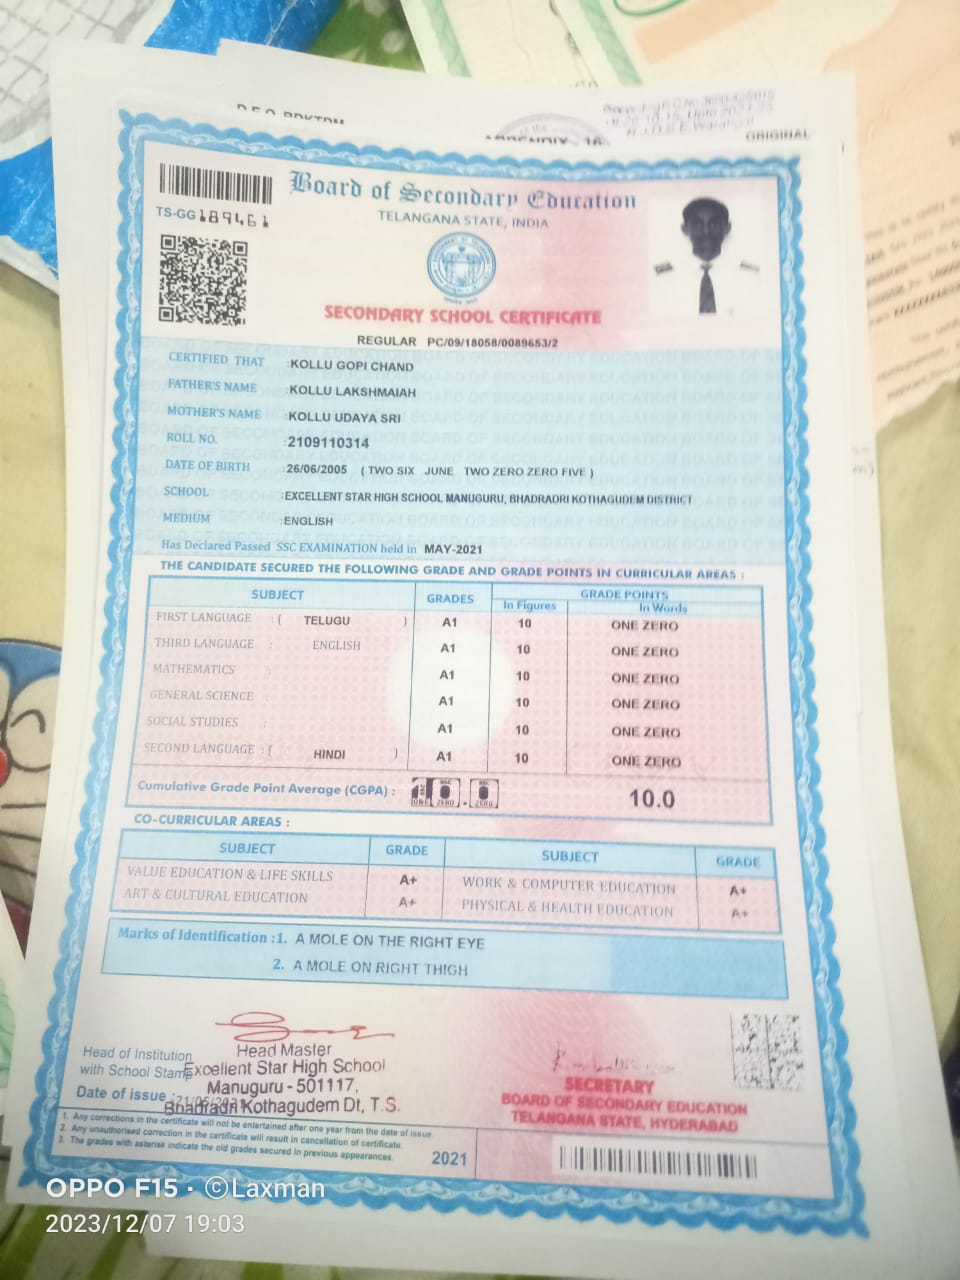 D.E.O. BDKTDM
ORIGINAL
TS-GG189461
Board of Secondary Education
TELANGANA STATE, INDIA
SECONDARY SCHOOL CERTIFICATE
REGULAR PC/09/18058/0089653/2
CERTIFIED THAT :KOLLU GOPI CHAND
FATHER'S NAME :KOLLU LAKSHMAIAH
MOTHER'S NAME :KOLLU UDAYA SRI
ROLL NO. :2109110314
DATE OF BIRTH :26/06/2005 ( TWO SIX JUNE TWO ZERO ZERO FIVE )
SCHOOL :EXCELLENT STAR HIGH SCHOOL MANUGURU, BHADRADRI KOTHAGUDEM DISTRICT
MEDIUM :ENGLISH
Has Declared Passed SSC EXAMINATION held in MAY-2021
THE CANDIDATE SECURED THE FOLLOWING GRADE AND GRADE POINTS IN CURRICULAR AREAS :
SUBJECT GRADES GRADE POINTS
In Figures In Words
FIRST LANGUAGE : ( TELUGU ) A1 10 ONE ZERO
THIRD LANGUAGE : ENGLISH A1 10 ONE ZERO
MATHEMATICS : A1 10 ONE ZERO
GENERAL SCIENCE : A1 10 ONE ZERO
SOCIAL STUDIES : A1 10 ONE ZERO
SECOND LANGUAGE : ( HINDI ) A1 10 ONE ZERO
Cumulative Grade Point Average (CGPA) : 10.0
CO-CURRICULAR AREAS :
SUBJECT GRADE SUBJECT GRADE
VALUE EDUCATION & LIFE SKILLS A+ WORK & COMPUTER EDUCATION A+
ART & CULTURAL EDUCATION A+ PHYSICAL & HEALTH EDUCATION A+
Marks of Identification :1. A MOLE ON THE RIGHT EYE
2. A MOLE ON RIGHT THIGH
Head of Institution
with School Stamp
Head Master
Excellent Star High School
Manuguru - 501117.
Bhadradri Kothagudem Dt, T.S.
Date of issue :
SECRETARY
BOARD OF SECONDARY EDUCATION
TELANGANA STATE, HYDERABAD
1. Any corrections in the certificate will not be entertained after one year from the date of issue.
2. Any unauthorised correction in the certificate will result in cancellation of certificate.
3. The grades with asterisk indicate the old grades secured in previous appearances.
2021
OPPO F15 · ©Laxman
2023/12/07 19:03